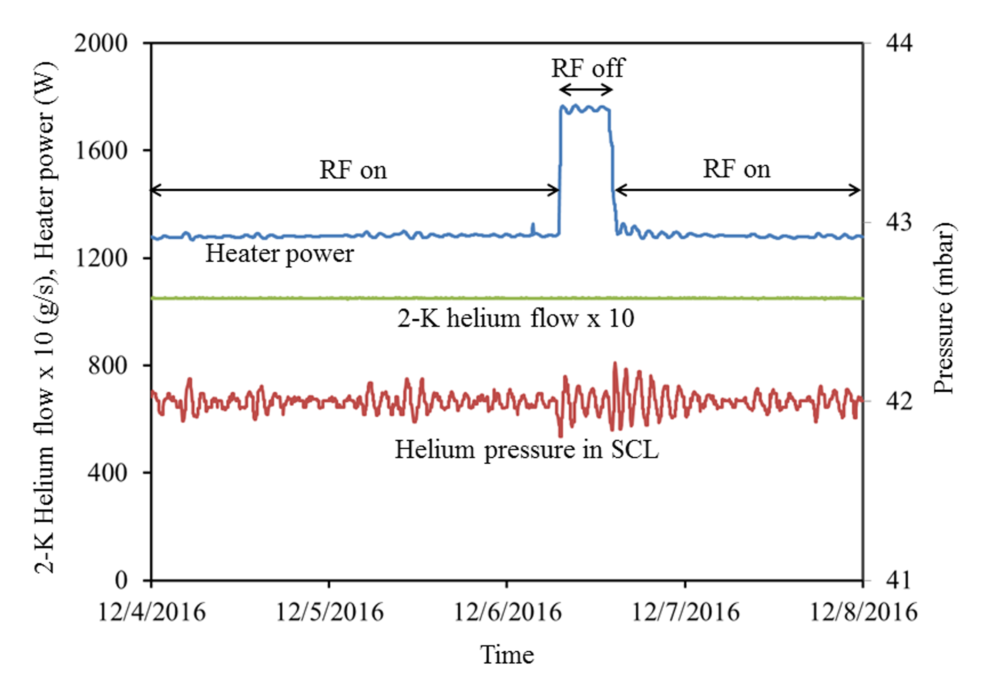 2-K Helium flow x 10 (g/s), Heater power (W)
2000
1600
1200
800
400
0
RF off
RF on
RF on
Heater power
2-K helium flow x 10
Helium pressure in SCL
44
43
42
41
Pressure (mbar)
12/4/2016
12/5/2016
12/6/2016
12/7/2016
12/8/2016
Time